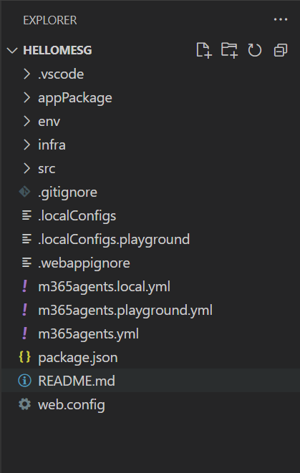 EXPLORER
HELLOMESG
.vscode
appPackage
env
infra
src
.gitignore
.localConfigs
.localConfigs.playground
.webappignore
m365agents.local.yml
m365agents.playground.yml
m365agents.yml
package.json
README.md
web.config